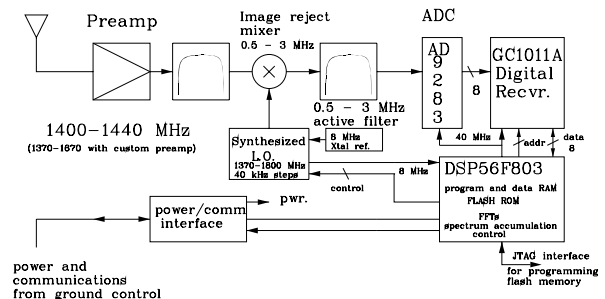 Preamp
Image reject
mixer
0.5 - 3 MHz
ADC
AD
9
2
8
3
8
GC1011A
Digital
Recvr.
1400-1440 MHz
(1370-1670 with custom preamp)
0.5 - 3 MHz
active filter
Synthesized
L.O.
1370-1800 MHz
40 kHz steps
8 MHz
Xtal ref.
40 MHz
addr
data
8
8 MHz
control
DSP56F803
program and data RAM
FLASH ROM
FFTs
spectrum accumulation
control
power/comm
interface
pwr.
power and
communications
from ground control
JTAG interface
for programming
flash memory